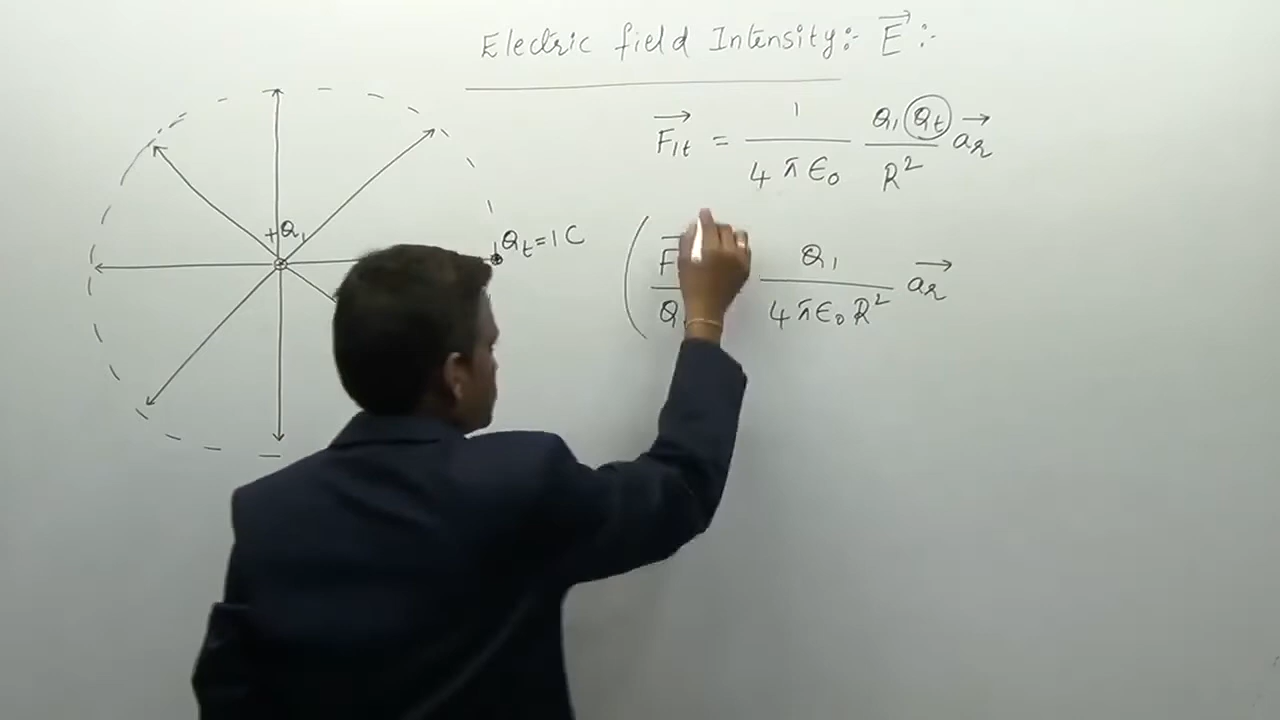 Electric field Intensity:- E⃗ :-
F⃗₁t = 1 / 4πϵ₀ Q₁Qt / R² a⃗r
+Q₁
Qt=1C
( F⃗ / Q Q₁ / 4πϵ₀R² a⃗r